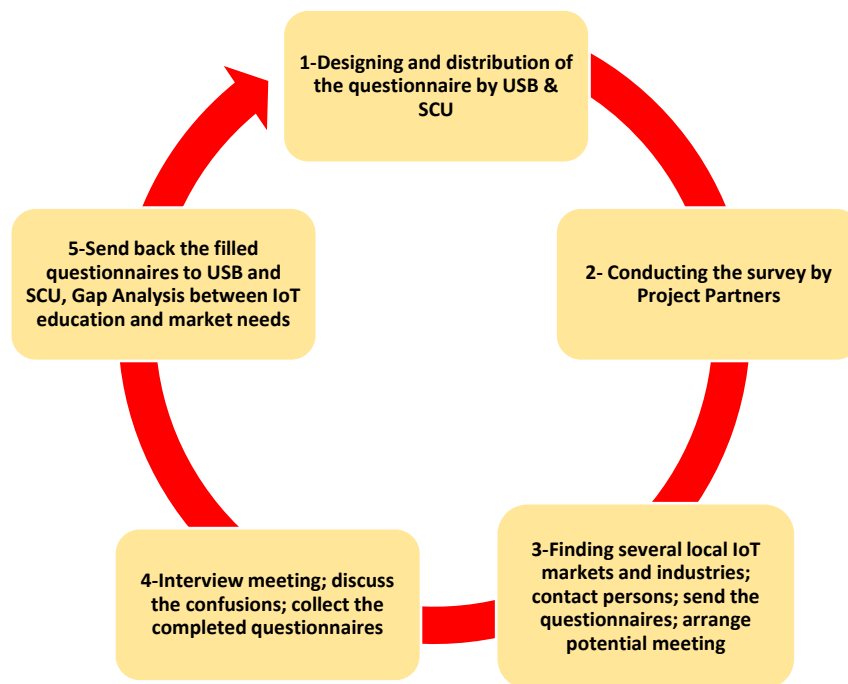 1-Designing and distribution of
the questionnaire by USB &
SCU
2- Conducting the survey by
Project Partners
3-Finding several local IoT
markets and industries;
contact persons; send the
questionnaires; arrange
potential meeting
4-Interview meeting; discuss
the confusions; collect the
completed questionnaires
5-Send back the filled
questionnaires to USB and
SCU, Gap Analysis between IoT
education and market needs